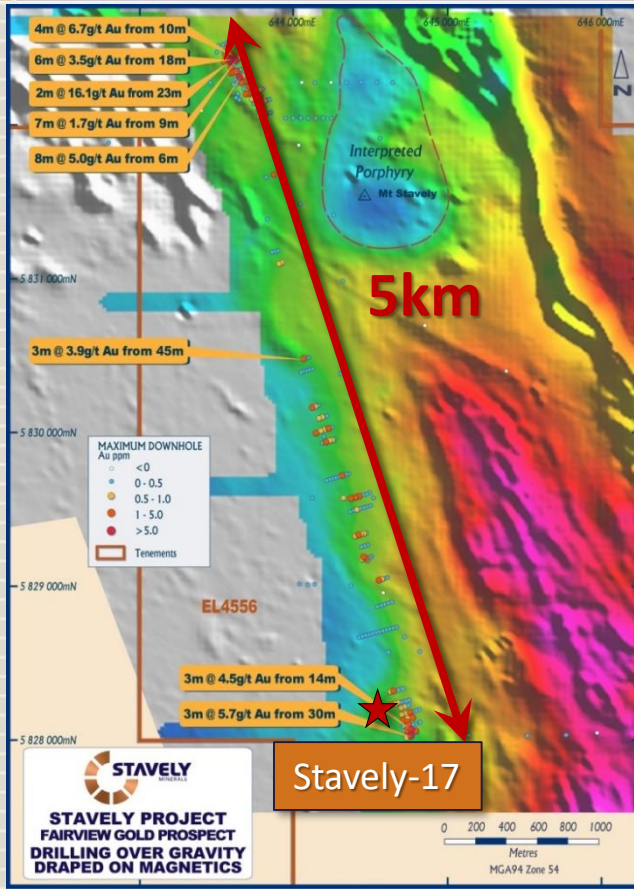 644 000mE
645 000mE
646 000mE
4m @ 6.7g/t Au from 10m
6m @ 3.5g/t Au from 18m
2m @ 16.1g/t Au from 23m
7m @ 1.7g/t Au from 9m
8m @ 5.0g/t Au from 6m
N
Interpreted
Porphyry
Mt Stavely
5 831 000mN
5km
3m @ 3.9g/t Au from 45m
5 830 000mN
MAXIMUM DOWNHOLE
Au ppm
<0
0 - 0.5
0.5 - 1.0
1 - 5.0
>5.0
Tenements
5 829 000mN
EL4556
3m @ 4.5g/t Au from 14m
3m @ 5.7g/t Au from 30m
5 828 000mN
Stavely-17
STAVELY
MINERALS
STAVELY PROJECT
FAIRVIEW GOLD PROSPECT
DRILLING OVER GRAVITY
DRAPED ON MAGNETICS
0 200 400 600 800 1000
Metres
MGA94 Zone 54